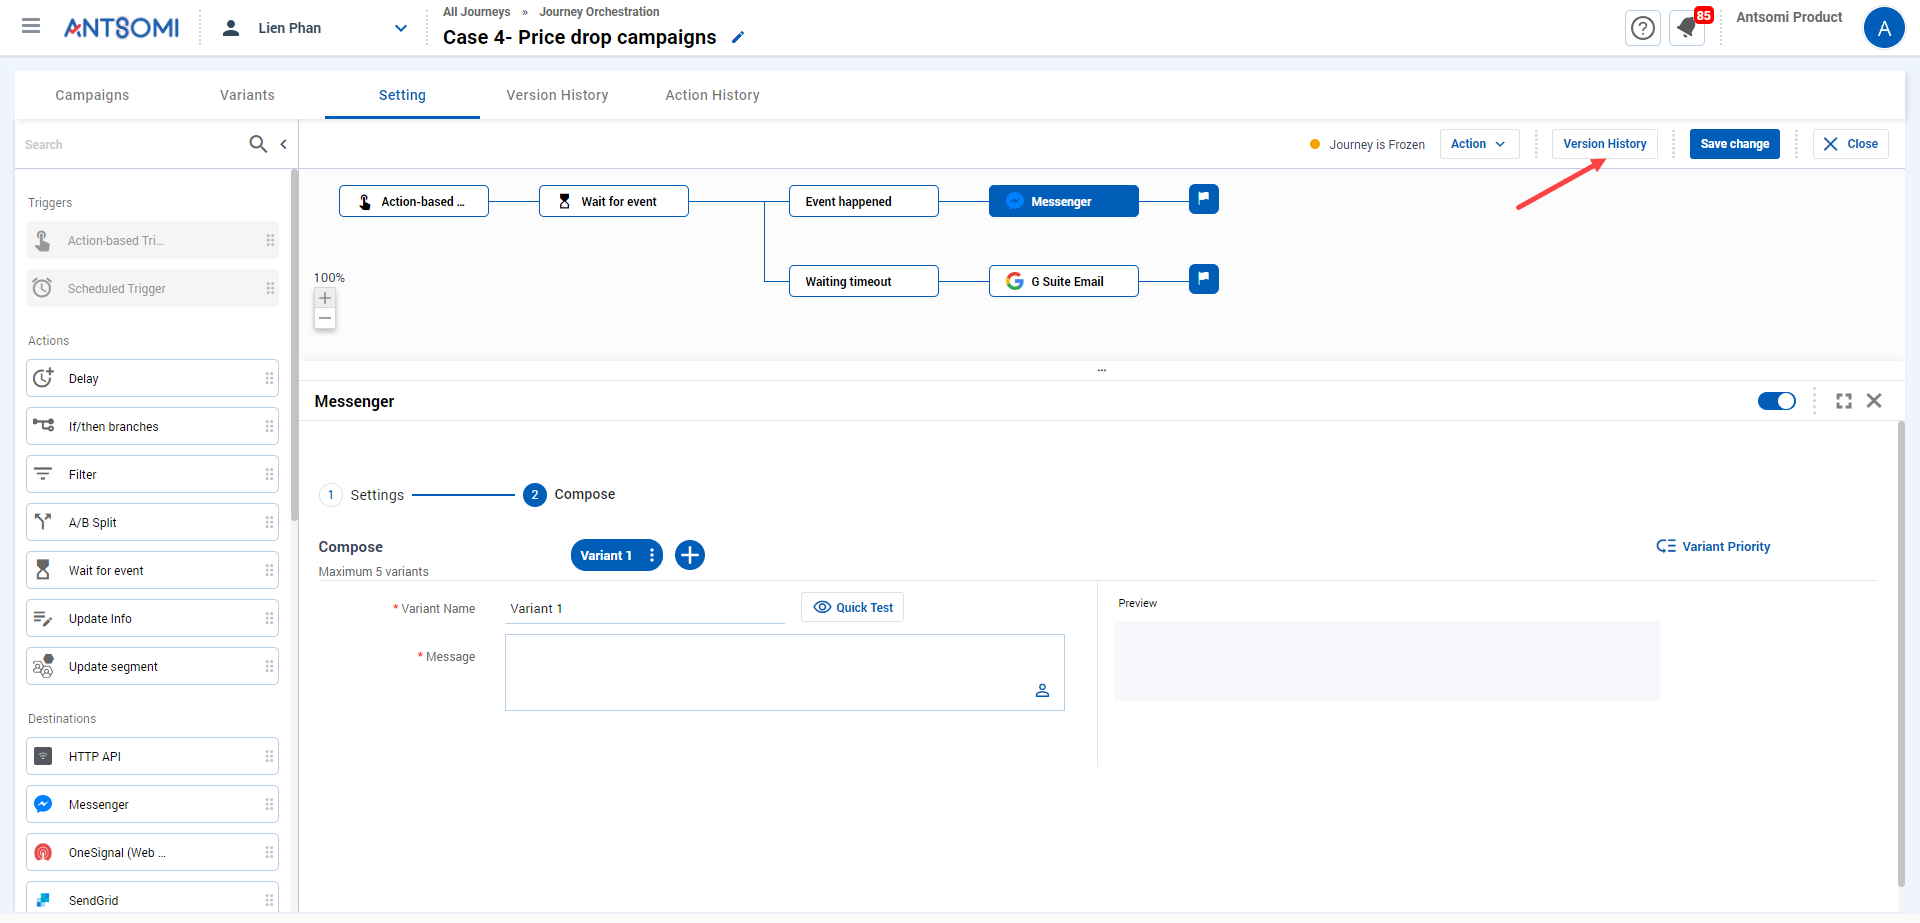 ANTSOMI
Lien Phan
All Journeys » Journey Orchestration
Case 4- Price drop campaigns
85
Antsomi Product
A
Campaigns
Variants
Setting
Version History
Action History
Search
Journey is Frozen
Action
Version History
Save change
Close
Triggers
Action-based Tri...
Scheduled Trigger
Actions
Delay
If/then branches
Filter
A/B Split
Wait for event
Update Info
Update segment
Destinations
HTTP API
Messenger
OneSignal (Web ...
SendGrid
Action-based ...
Wait for event
Event happened
Messenger
Waiting timeout
G Suite Email
100%
...
Messenger
1 Settings
2 Compose
Compose
Maximum 5 variants
Variant 1
Variant Priority
* Variant Name
Variant 1
Quick Test
* Message
Preview